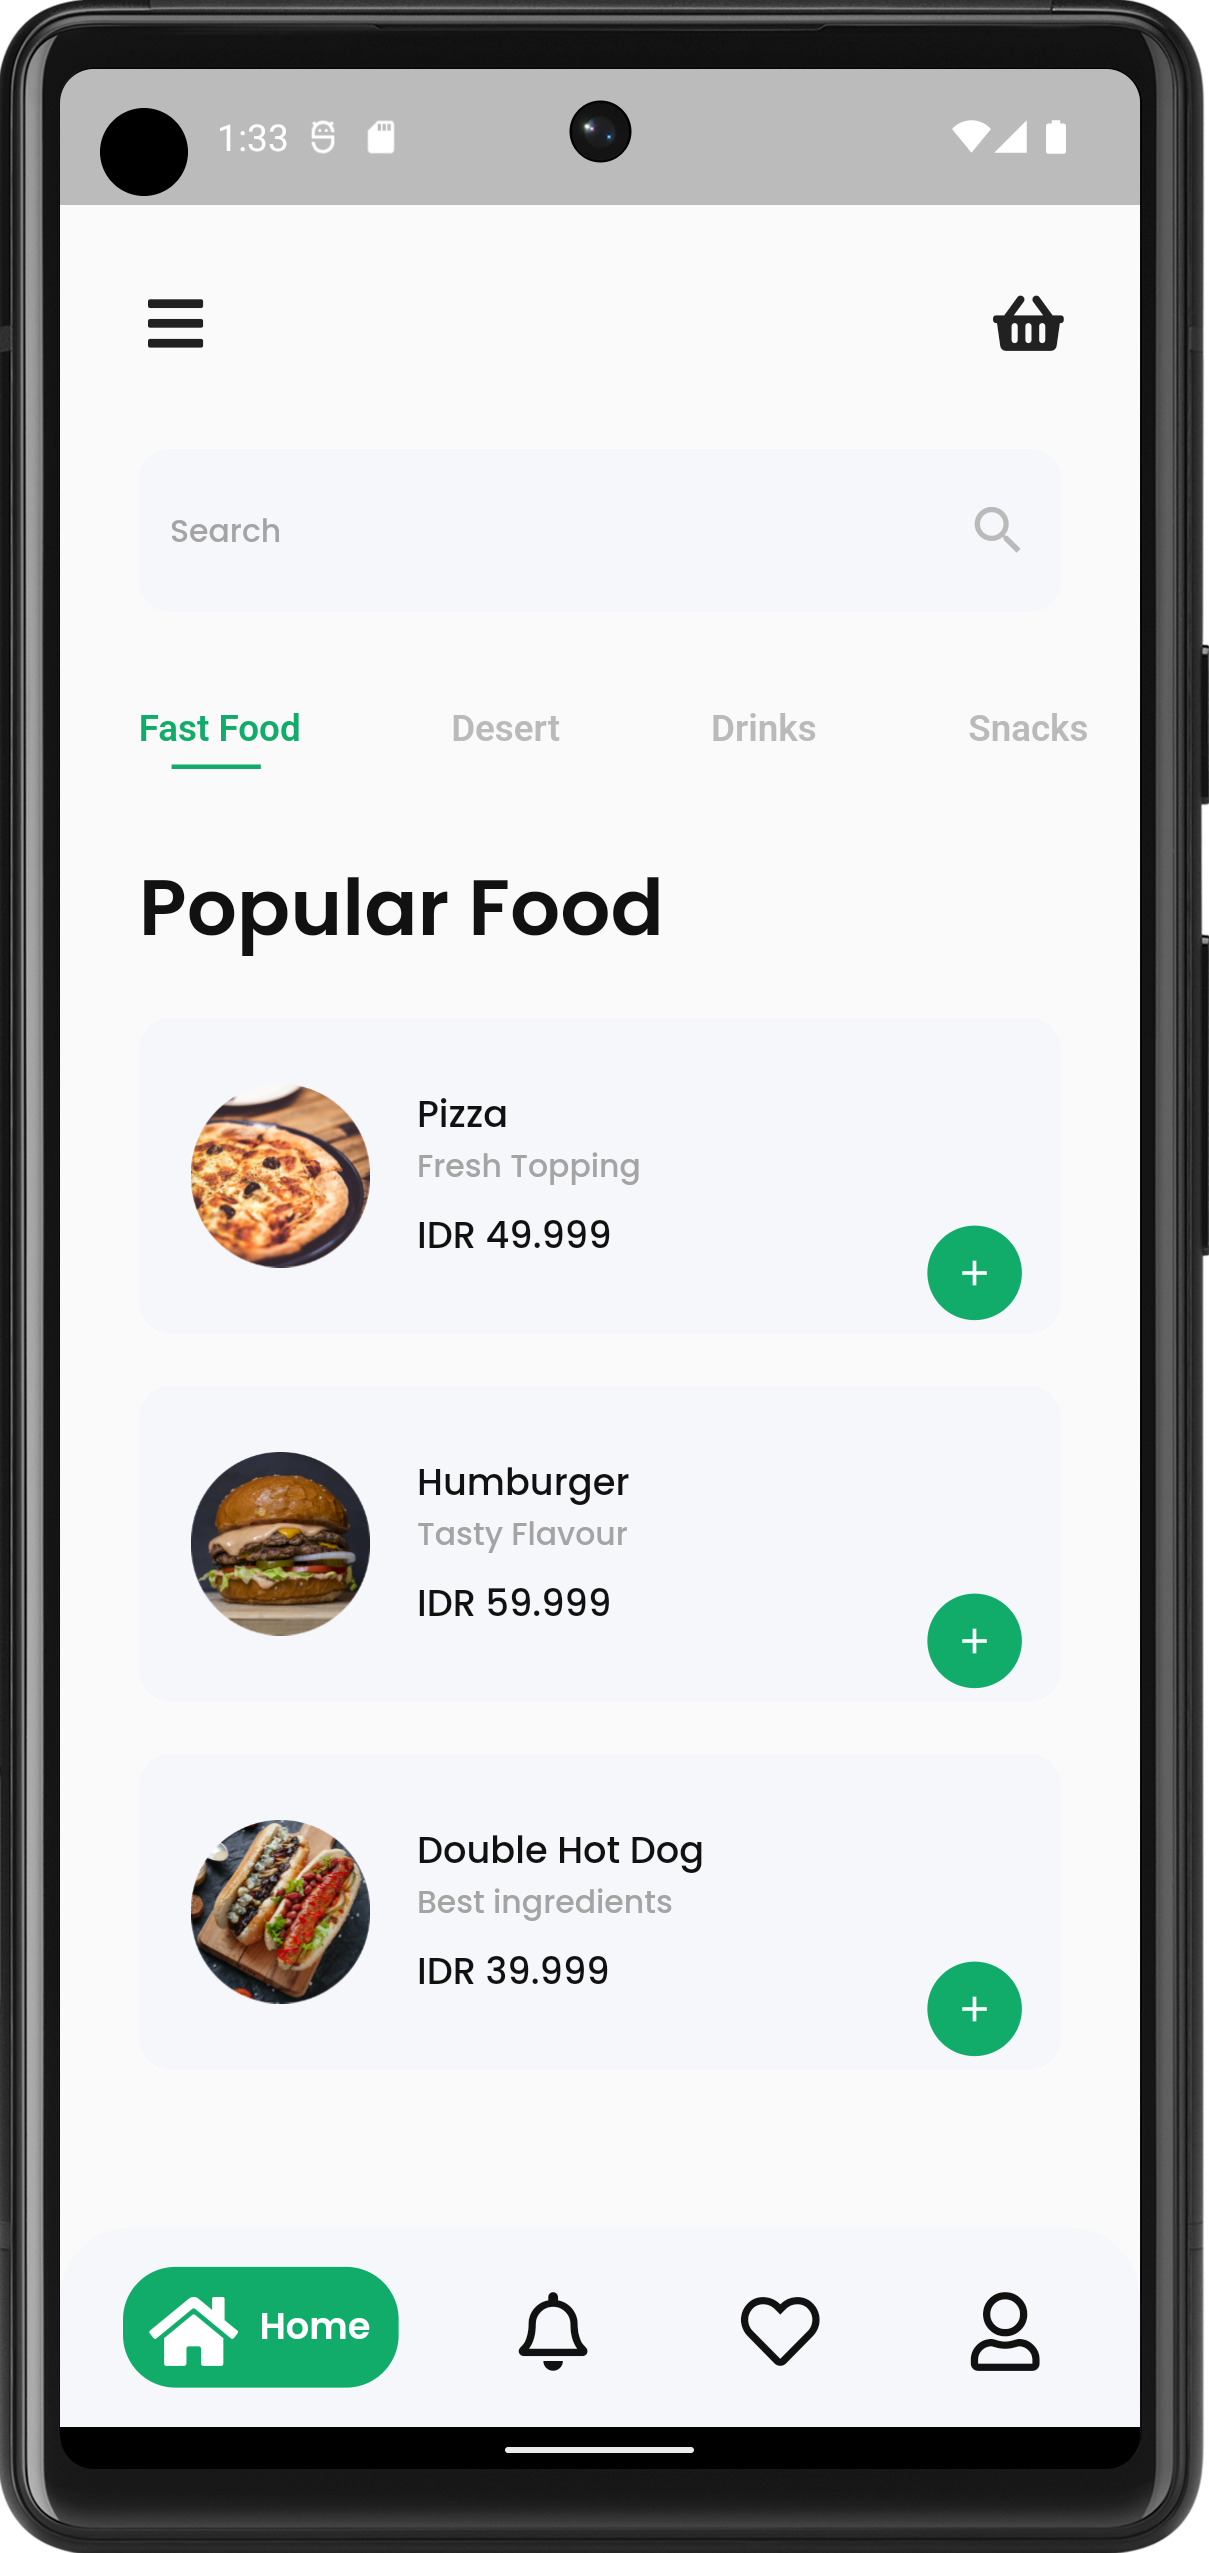 1:33
Search
Fast Food Desert Drinks Snacks
Popular Food
Pizza
Fresh Topping
IDR 49.999
+
Humburger
Tasty Flavour
IDR 59.999
+
Double Hot Dog
Best ingredients
IDR 39.999
+
Home